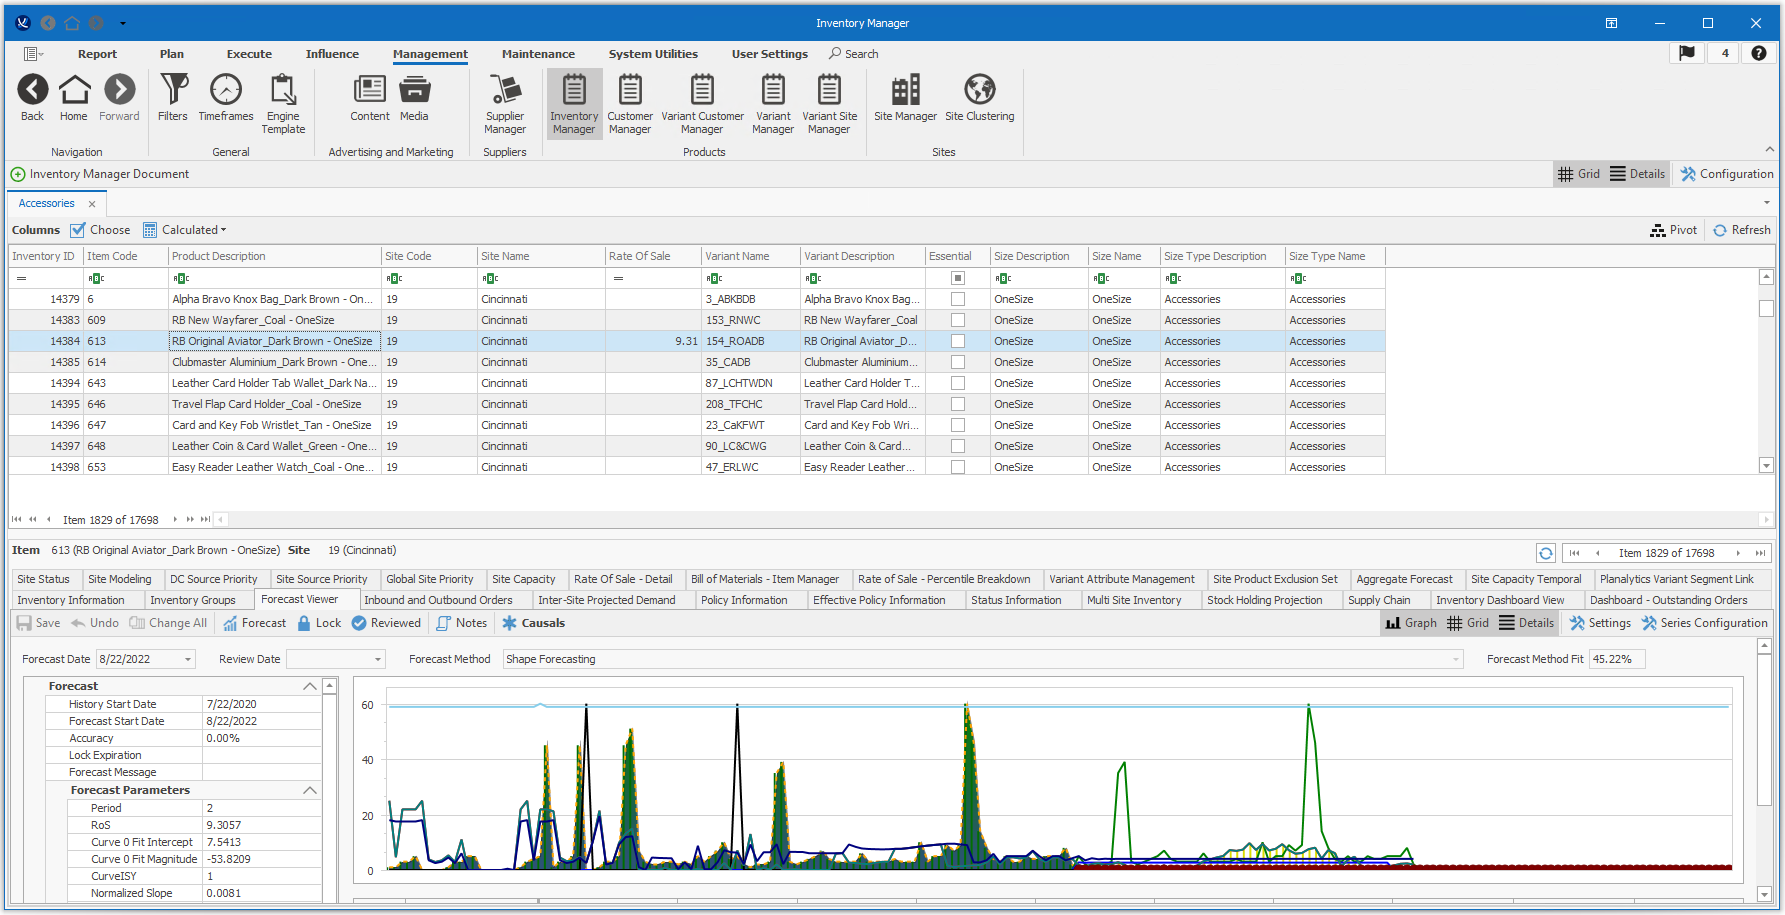 Inventory Manager
Report Plan Execute Influence Management Maintenance System Utilities User Settings Search 4
Back Home Forward Filters Timeframes Engine Template Content Media Supplier Manager Inventory Manager Customer Manager Variant Customer Manager Variant Manager Variant Site Manager Site Manager Site Clustering
Navigation General Advertising and Marketing Suppliers Products Sites
Inventory Manager Document Grid Details Configuration
Accessories
Columns Choose Calculated Pivot Refresh
Inventory ID Item Code Product Description Site Code Site Name Rate Of Sale Variant Name Variant Description Essential Size Description Size Name Size Type Description Size Type Name
= ABC ABC ABC ABC = ABC ABC ABC ABC ABC ABC
14379 6 Alpha Bravo Knox Bag_Dark Brown - On... 19 Cincinnati 3_ABKBDB Alpha Bravo Knox Bag... OneSize OneSize Accessories Accessories
14383 609 RB New Wayfarer_Coal - OneSize 19 Cincinnati 153_RNWC RB New Wayfarer_Coal OneSize OneSize Accessories Accessories
14384 613 RB Original Aviator_Dark Brown - OneSize 19 Cincinnati 9.31 154_ROADB RB Original Aviator_D... OneSize OneSize Accessories Accessories
14385 614 Clubmaster Aluminium_Dark Brown - One... 19 Cincinnati 35_CADB Clubmaster Aluminium... OneSize OneSize Accessories Accessories
14394 643 Leather Card Holder Tab Wallet_Dark Na... 19 Cincinnati 87_LCHTWDN Leather Card Holder T... OneSize OneSize Accessories Accessories
14395 646 Travel Flap Card Holder_Coal - OneSize 19 Cincinnati 208_TFCHC Travel Flap Card Hold... OneSize OneSize Accessories Accessories
14396 647 Card and Key Fob Wristlet_Tan - OneSize 19 Cincinnati 23_CaKFWT Card and Key Fob Wri... OneSize OneSize Accessories Accessories
14397 648 Leather Coin & Card Wallet_Green - One... 19 Cincinnati 90_LC&CWG Leather Coin & Card... OneSize OneSize Accessories Accessories
14398 653 Easy Reader Leather Watch_Coal - One... 19 Cincinnati 47_ERLWC Easy Reader Leather... OneSize OneSize Accessories Accessories
Item 1829 of 17698
Item 613 (RB Original Aviator_Dark Brown - OneSize) Site 19 (Cincinnati) Item 1829 of 17698
Site Status Site Modeling DC Source Priority Site Source Priority Global Site Priority Site Capacity Rate Of Sale - Detail Bill of Materials - Item Manager Rate of Sale - Percentile Breakdown Variant Attribute Management Site Product Exclusion Set Aggregate Forecast Site Capacity Temporal Planalytics Variant Segment Link
Inventory Information Inventory Groups Forecast Viewer Inbound and Outbound Orders Inter-Site Projected Demand Policy Information Effective Policy Information Status Information Multi Site Inventory Stock Holding Projection Supply Chain Inventory Dashboard View Dashboard - Outstanding Orders
Save Undo Change All Forecast Lock Reviewed Notes Causals Graph Grid Details Settings Series Configuration
Forecast Date 8/22/2022 Review Date Forecast Method Shape Forecasting Forecast Method Fit 45.22%
Forecast
History Start Date 7/22/2020
Forecast Start Date 8/22/2022
Accuracy 0.00%
Lock Expiration
Forecast Message
Forecast Parameters
Period 2
RoS 9.3057
Curve 0 Fit Intercept 7.5413
Curve 0 Fit Magnitude -53.8209
CurveISY 1
Normalized Slope 0.0081
60
40
20
0